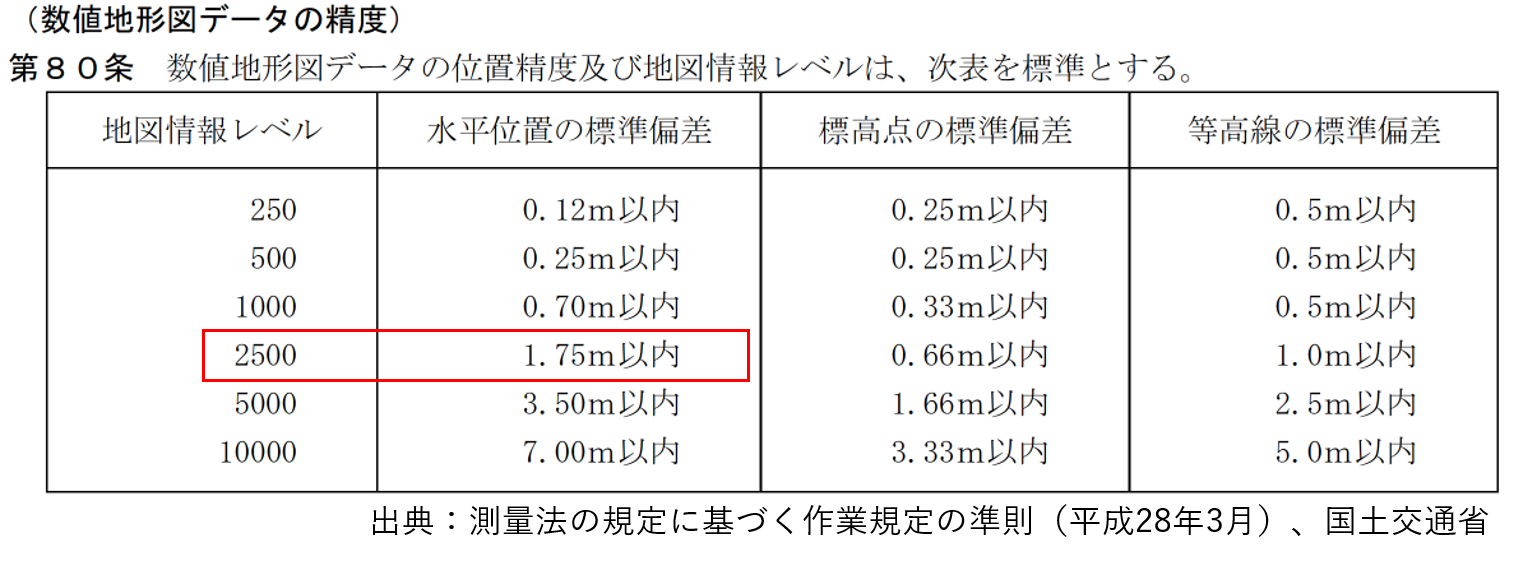 （数値地形図データの精度）
第８０条　数値地形図データの位置精度及び地図情報レベルは、次表を標準とする。
地図情報レベル　水平位置の標準偏差　標高点の標準偏差　等高線の標準偏差
250　0.12m以内　0.25m以内　0.5m以内
500　0.25m以内　0.25m以内　0.5m以内
1000　0.70m以内　0.33m以内　0.5m以内
2500　1.75m以内　0.66m以内　1.0m以内
5000　3.50m以内　1.66m以内　2.5m以内
10000　7.00m以内　3.33m以内　5.0m以内
出典：測量法の規定に基づく作業規定の準則（平成28年3月）、国土交通省